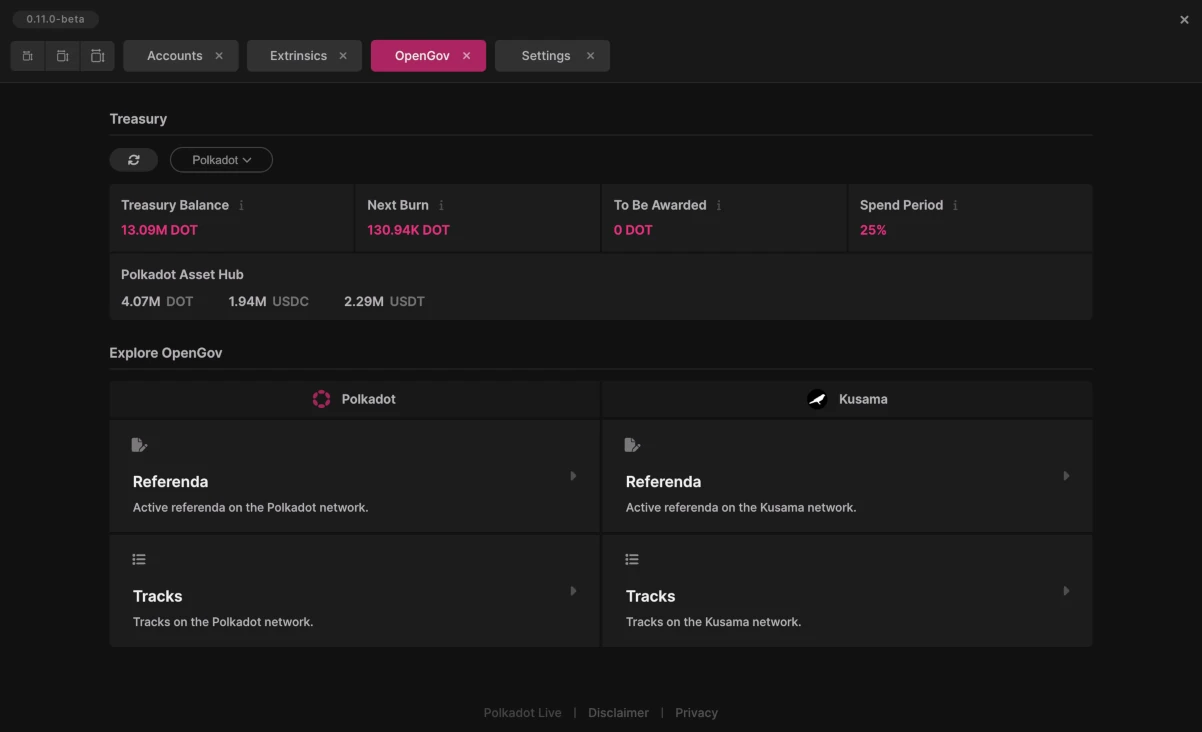 0.11.0-beta
Accounts Extrinsics OpenGov Settings
Treasury
Polkadot
Treasury Balance Next Burn To Be Awarded Spend Period
13.09M DOT 130.94K DOT 0 DOT 25%
Polkadot Asset Hub
4.07M DOT 1.94M USDC 2.29M USDT
Explore OpenGov
Polkadot Kusama
Referenda Referenda
Active referenda on the Polkadot network. Active referenda on the Kusama network.
Tracks Tracks
Tracks on the Polkadot network. Tracks on the Kusama network.
Polkadot Live | Disclaimer | Privacy